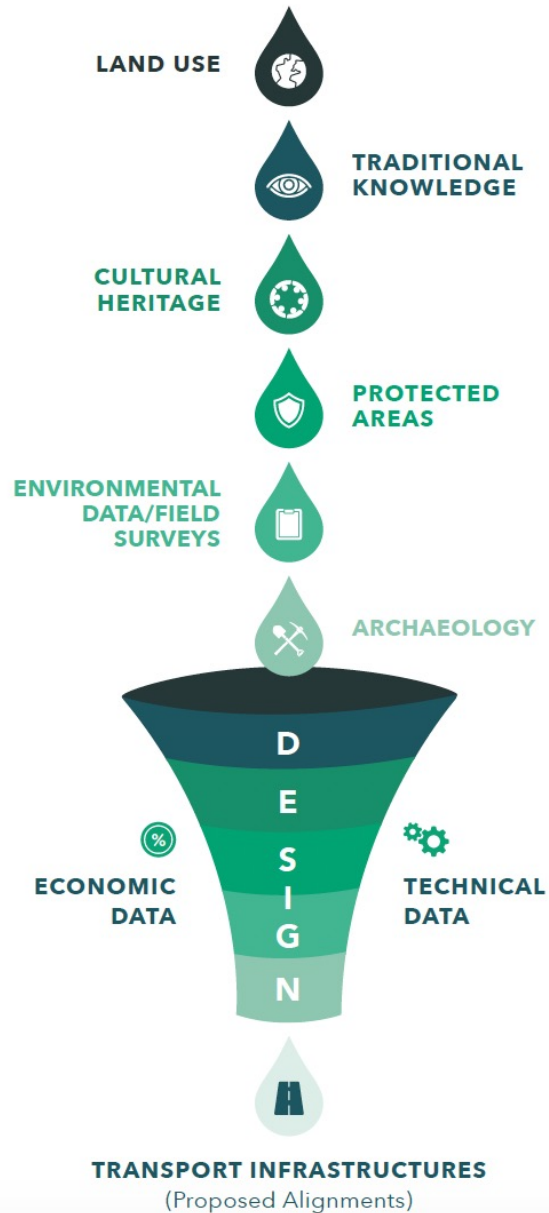 LAND USE
TRADITIONAL
KNOWLEDGE
CULTURAL
HERITAGE
PROTECTED
AREAS
ENVIRONMENTAL
DATA/FIELD
SURVEYS
ARCHAEOLOGY
D
E
S
I
G
N
%
ECONOMIC
DATA
TECHNICAL
DATA
TRANSPORT INFRASTRUCTURES
(Proposed Alignments)